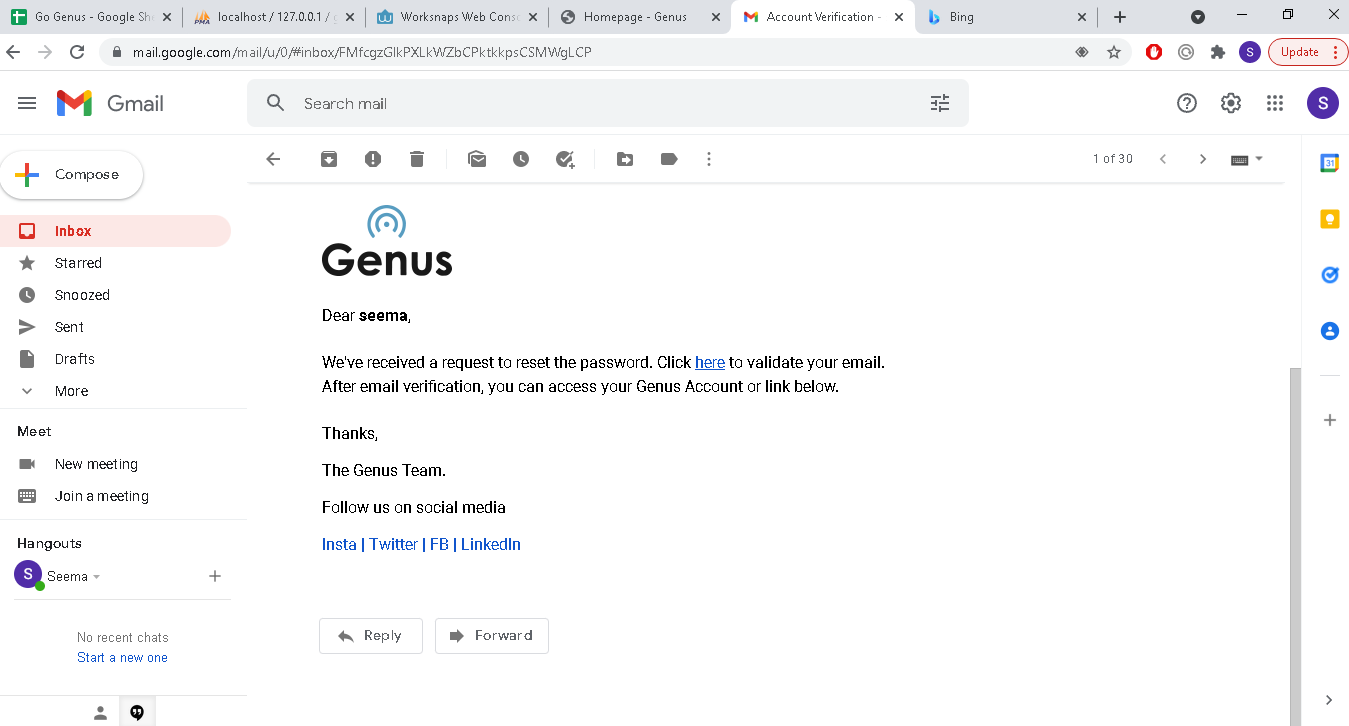 Go Genus - Google She
localhost / 127.0.0.1 / g
Worksnaps Web Conso
Homepage - Genus
Account Verification -
Bing
mail.google.com/mail/u/0/#inbox/FMfcgzGlkPXLkWZbCPktkkpsCSMWgLCP
S
Update
Gmail
Search mail
S
Compose
1 of 30
31
Inbox
Starred
Snoozed
Sent
Drafts
More
Meet
New meeting
Join a meeting
Hangouts
S
Seema
No recent chats
Start a new one
Genus
Dear seema,
We've received a request to reset the password. Click here to validate your email.
After email verification, you can access your Genus Account or link below.
Thanks,
The Genus Team.
Follow us on social media
Insta | Twitter | FB | LinkedIn
Reply
Forward